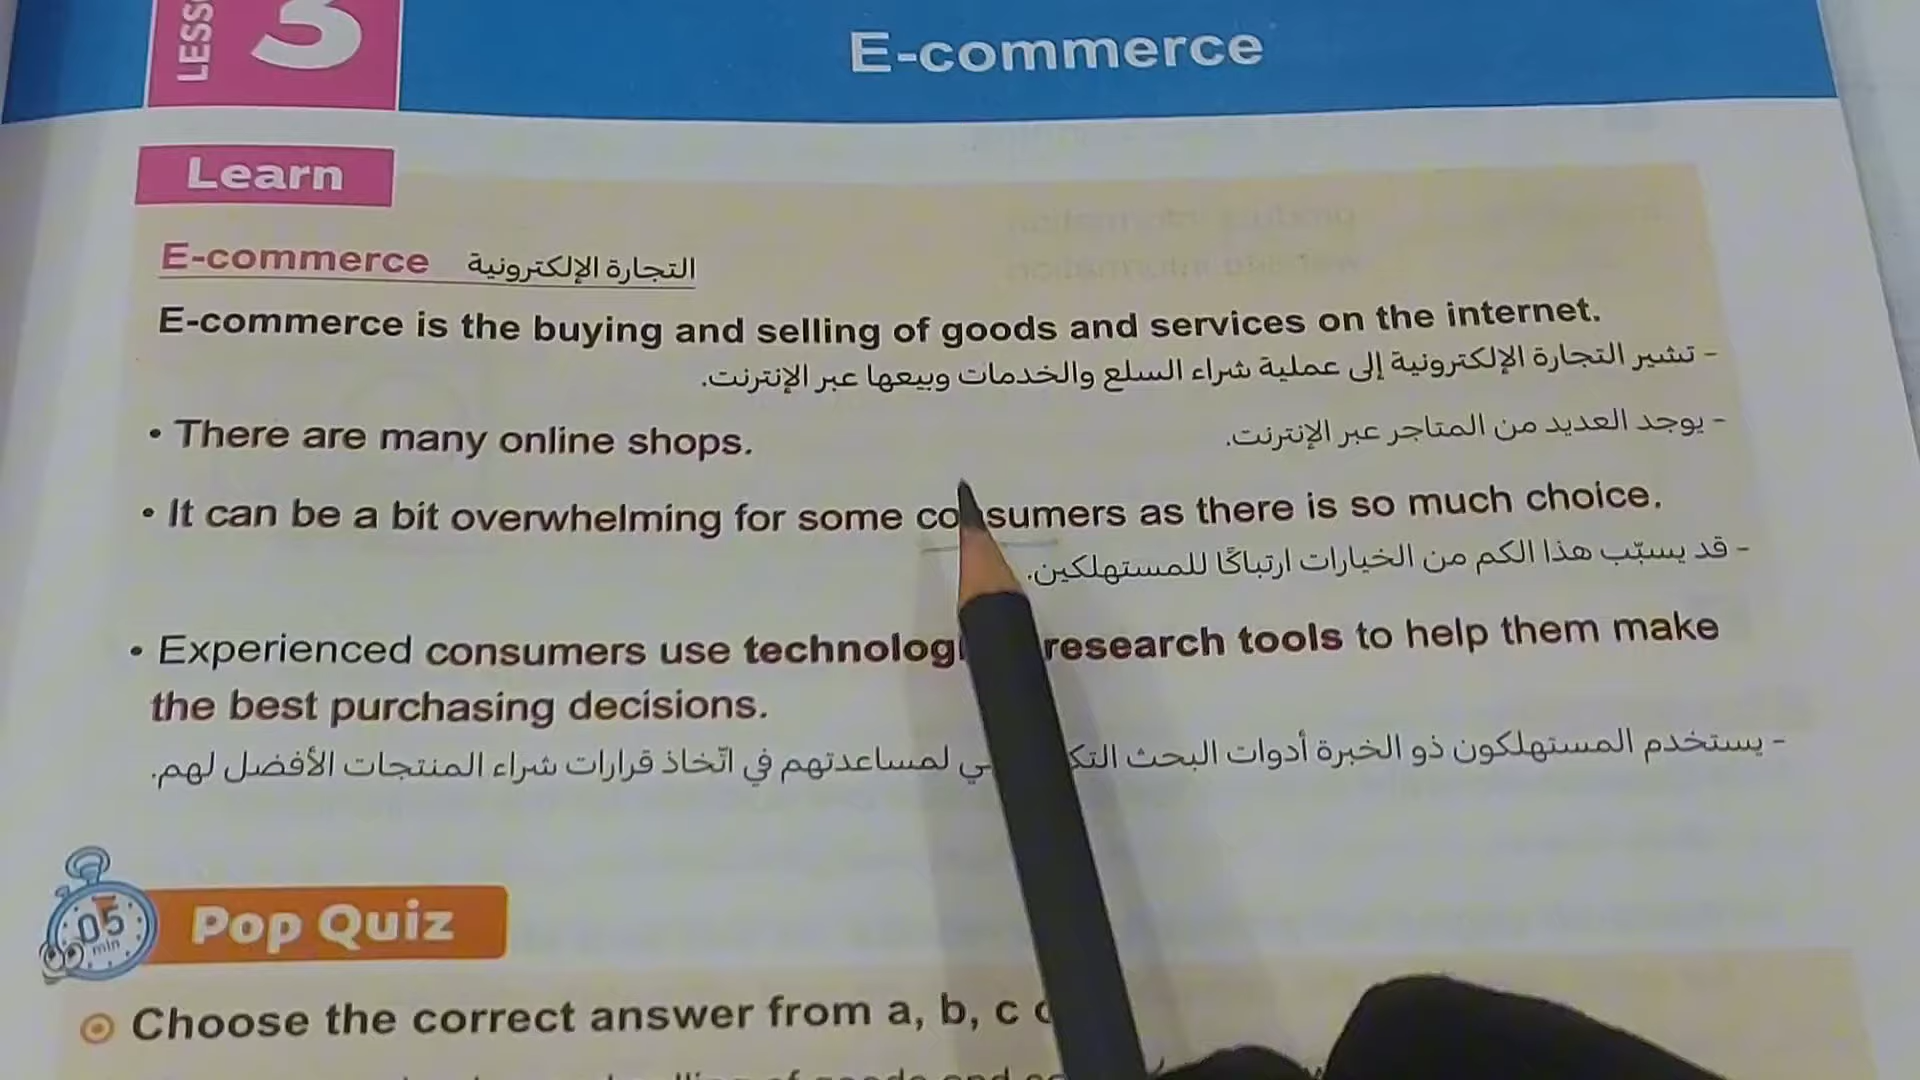 LESS
3
E-commerce
Learn
E-commerce التجارة الإلكترونية
E-commerce is the buying and selling of goods and services on the internet.
- تشير التجارة الإلكترونية إلى عملية شراء السلع والخدمات وبيعها عبر الإنترنت.
• There are many online shops.
- يوجد العديد من المتاجر عبر الإنترنت.
• It can be a bit overwhelming for some consumers as there is so much choice.
- قد يسبّب هذا الكم من الخيارات ارتباكًا للمستهلكين.
• Experienced consumers use technolog research tools to help them make
the best purchasing decisions.
- يستخدم المستهلكون ذو الخبرة أدوات البحث لمساعدتهم في اتّخاذ قرارات شراء المنتجات الأفضل لهم.
05
min
Pop Quiz
Choose the correct answer from a, b, c
of goods and